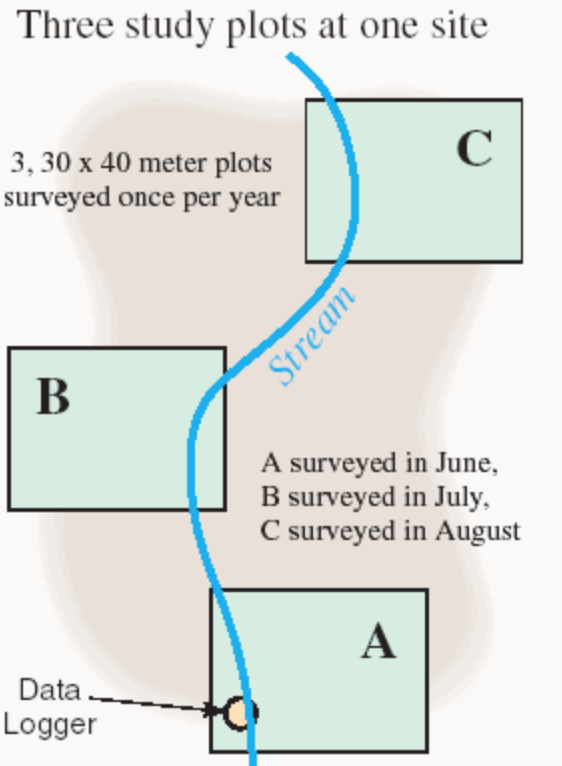 Three study plots at one site
C
3, 30 x 40 meter plots
surveyed once per year
Stream
B
A surveyed in June,
B surveyed in July,
C surveyed in August
A
Data
Logger